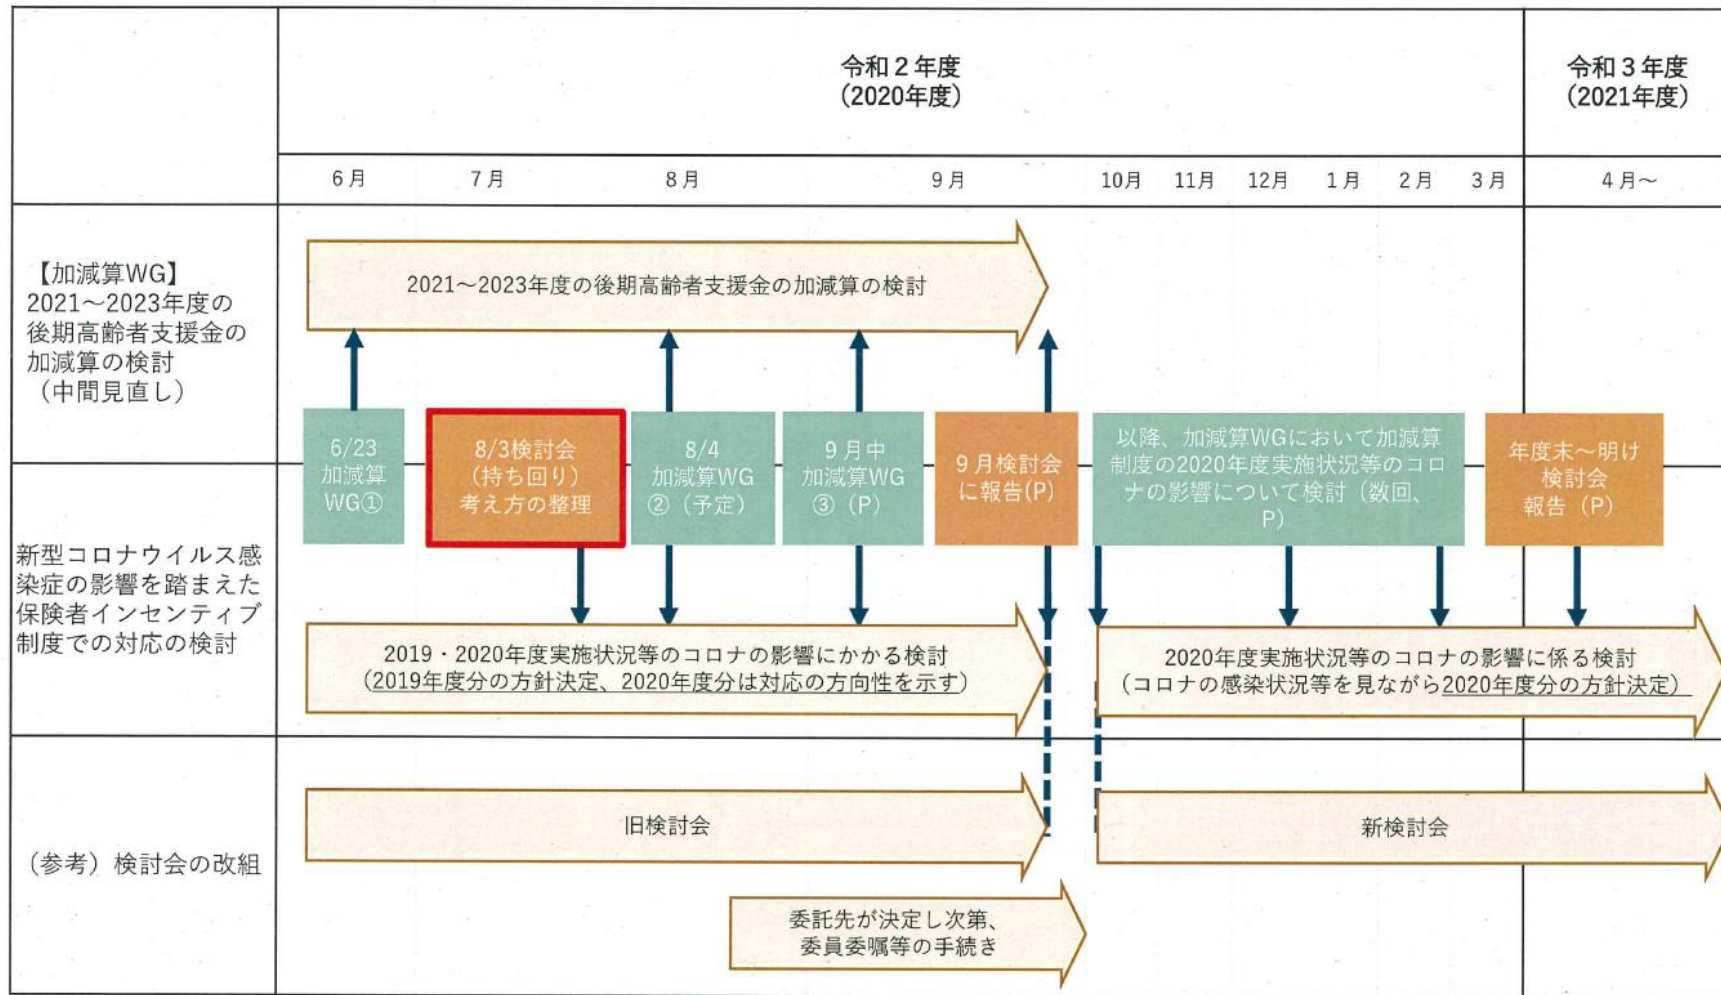 令和２年度
（2020年度）
令和３年度
（2021年度）
６月
７月
８月
９月
10月
11月
12月
１月
２月
３月
４月～
【加減算WG】
2021～2023年度の
後期高齢者支援金の
加減算の検討
（中間見直し）
2021～2023年度の後期高齢者支援金の加減算の検討
6/23
加減算
WG①
8/3検討会
（持ち回り）
考え方の整理
8/4
加減算WG
②（予定）
９月中
加減算WG
③（P）
９月検討会
に報告(P)
以降、加減算WGにおいて加減算
制度の2020年度実施状況等のコロ
ナの影響について検討（数回、
P）
年度末～明け
検討会
報告（P）
新型コロナウイルス感
染症の影響を踏まえた
保険者インセンティブ
制度での対応の検討
2019・2020年度実施状況等のコロナの影響にかかる検討
（2019年度分の方針決定、2020年度分は対応の方向性を示す）
2020年度実施状況等のコロナの影響に係る検討
（コロナの感染状況等を見ながら2020年度分の方針決定）
（参考）検討会の改組
旧検討会
新検討会
委託先が決定し次第、
委員委嘱等の手続き